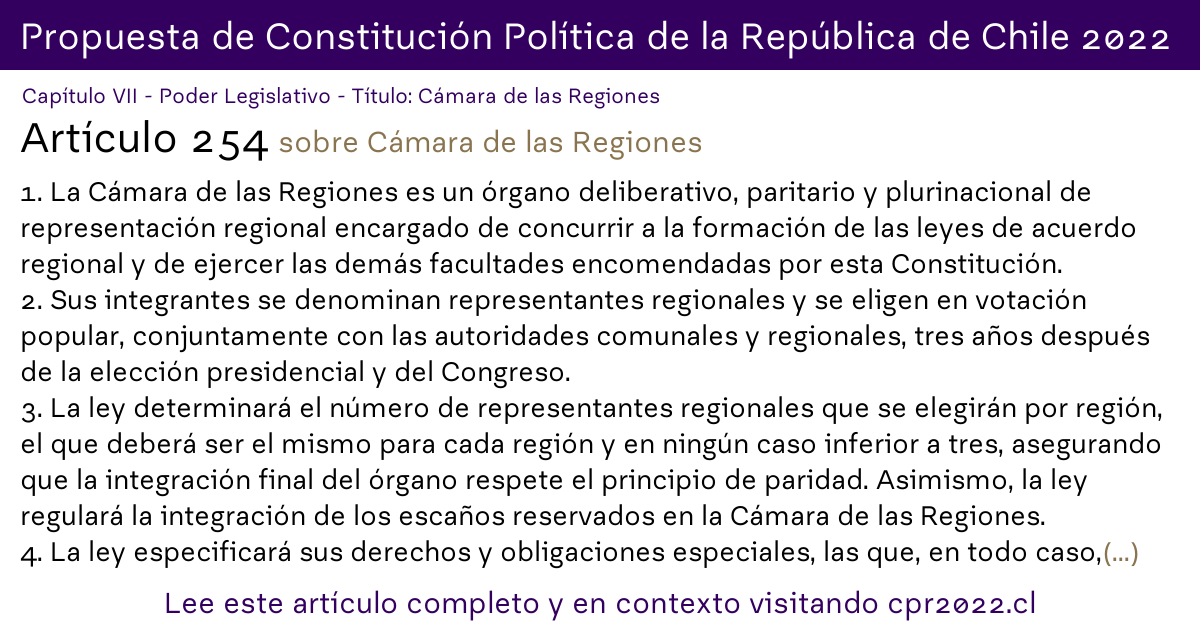 Propuesta de Constitución Política de la República de Chile 2022
Capítulo VII - Poder Legislativo - Título: Cámara de las Regiones
Artículo 254 sobre Cámara de las Regiones
1. La Cámara de las Regiones es un órgano deliberativo, paritario y plurinacional de
representación regional encargado de concurrir a la formación de las leyes de acuerdo
regional y de ejercer las demás facultades encomendadas por esta Constitución.
2. Sus integrantes se denominan representantes regionales y se eligen en votación
popular, conjuntamente con las autoridades comunales y regionales, tres años después
de la elección presidencial y del Congreso.
3. La ley determinará el número de representantes regionales que se elegirán por región,
el que deberá ser el mismo para cada región y en ningún caso inferior a tres, asegurando
que la integración final del órgano respete el principio de paridad. Asimismo, la ley
regulará la integración de los escaños reservados en la Cámara de las Regiones.
4. La ley especificará sus derechos y obligaciones especiales, las que, en todo caso,(...)
Lee este artículo completo y en contexto visitando cpr2022.cl